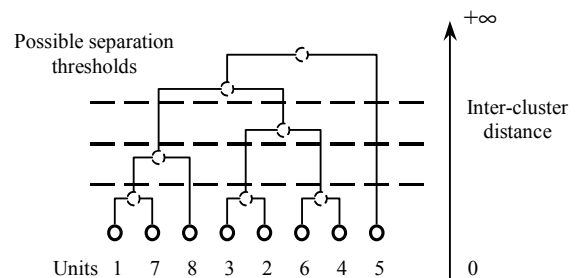 +∞
Possible separation
thresholds
Inter-cluster
distance
Units 1 7 8 3 2 6 4 5 0